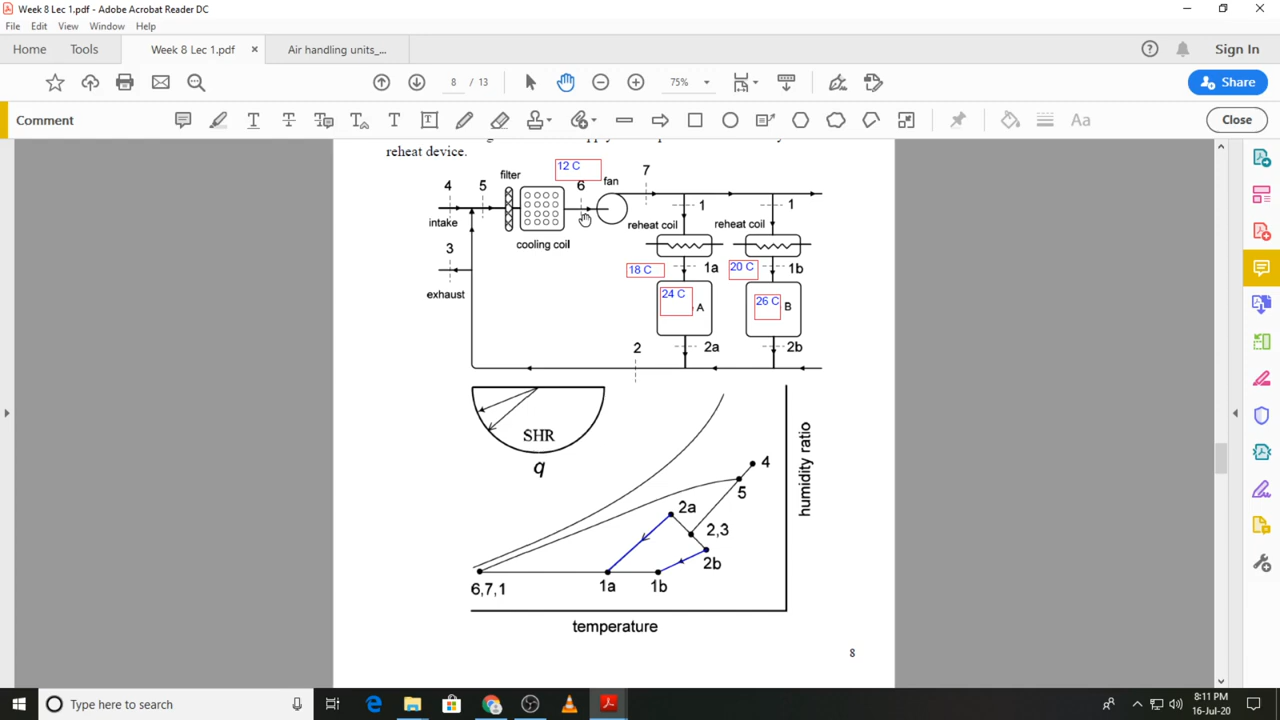 Week 8 Lec 1.pdf - Adobe Acrobat Reader DC
File Edit View Window Help
Home Tools Week 8 Lec 1.pdf × Air handling units_... Sign In
8 / 13 75% Share
Comment Close
reheat device.
12 C
filter 6 fan 7
4 5
1 1
intake reheat coil reheat coil
cooling coil
3
18 C 1a 20 C 1b
exhaust
24 C A 26 C B
2 2a 2b
SHR
q
humidity ratio
4
5
2a
2,3
2b
6,7,1 1a 1b
temperature
8
Type here to search
8:11 PM
16-Jul-20